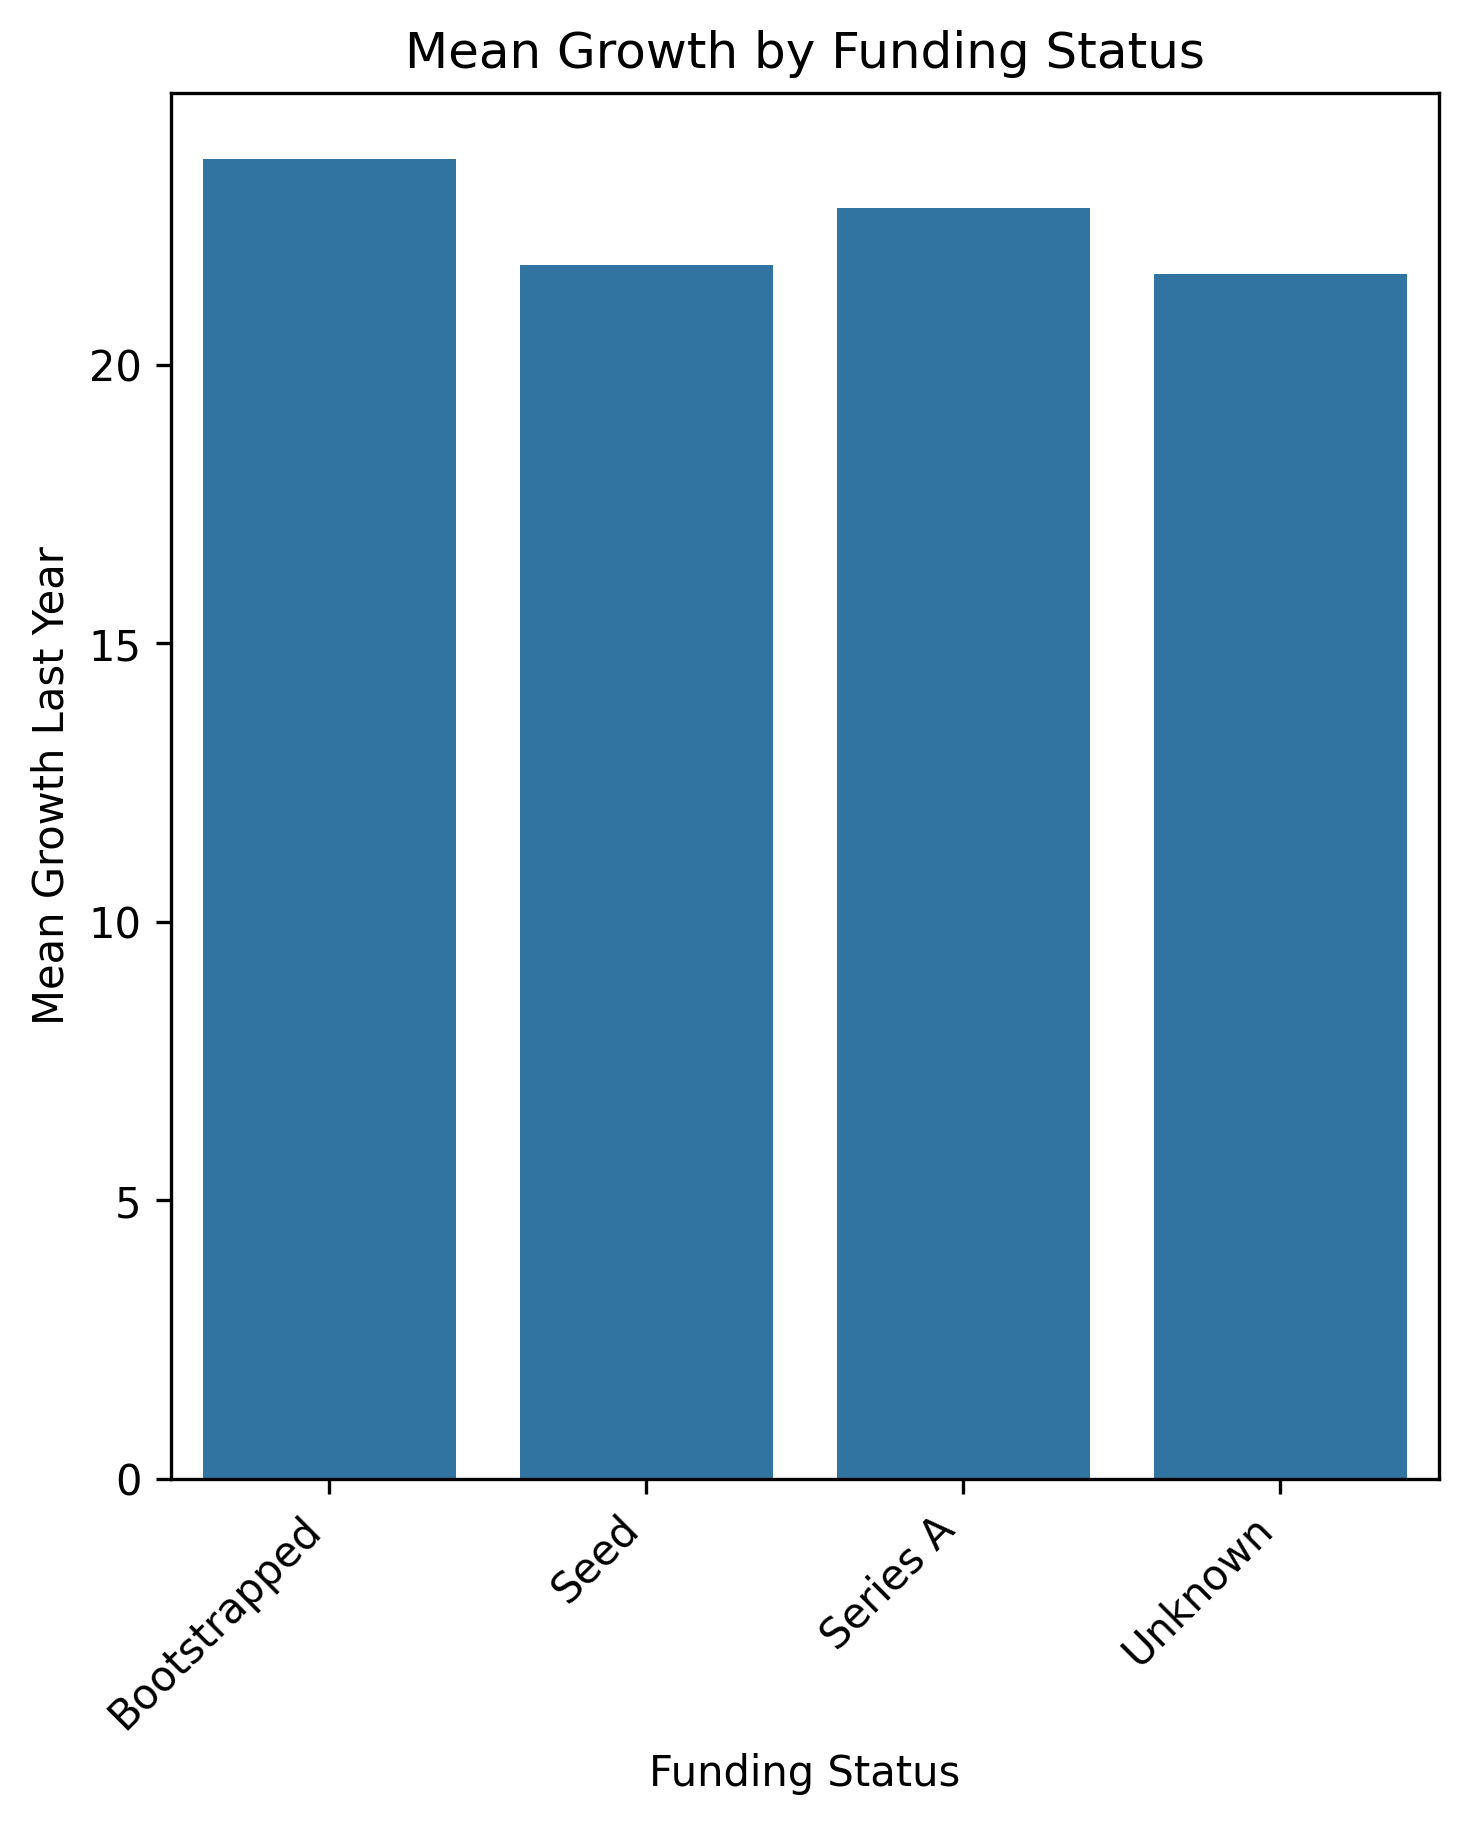 Mean Growth by Funding Status
Mean Growth Last Year
20
15
10
5
0
Bootstrapped
Seed
Series A
Unknown
Funding Status